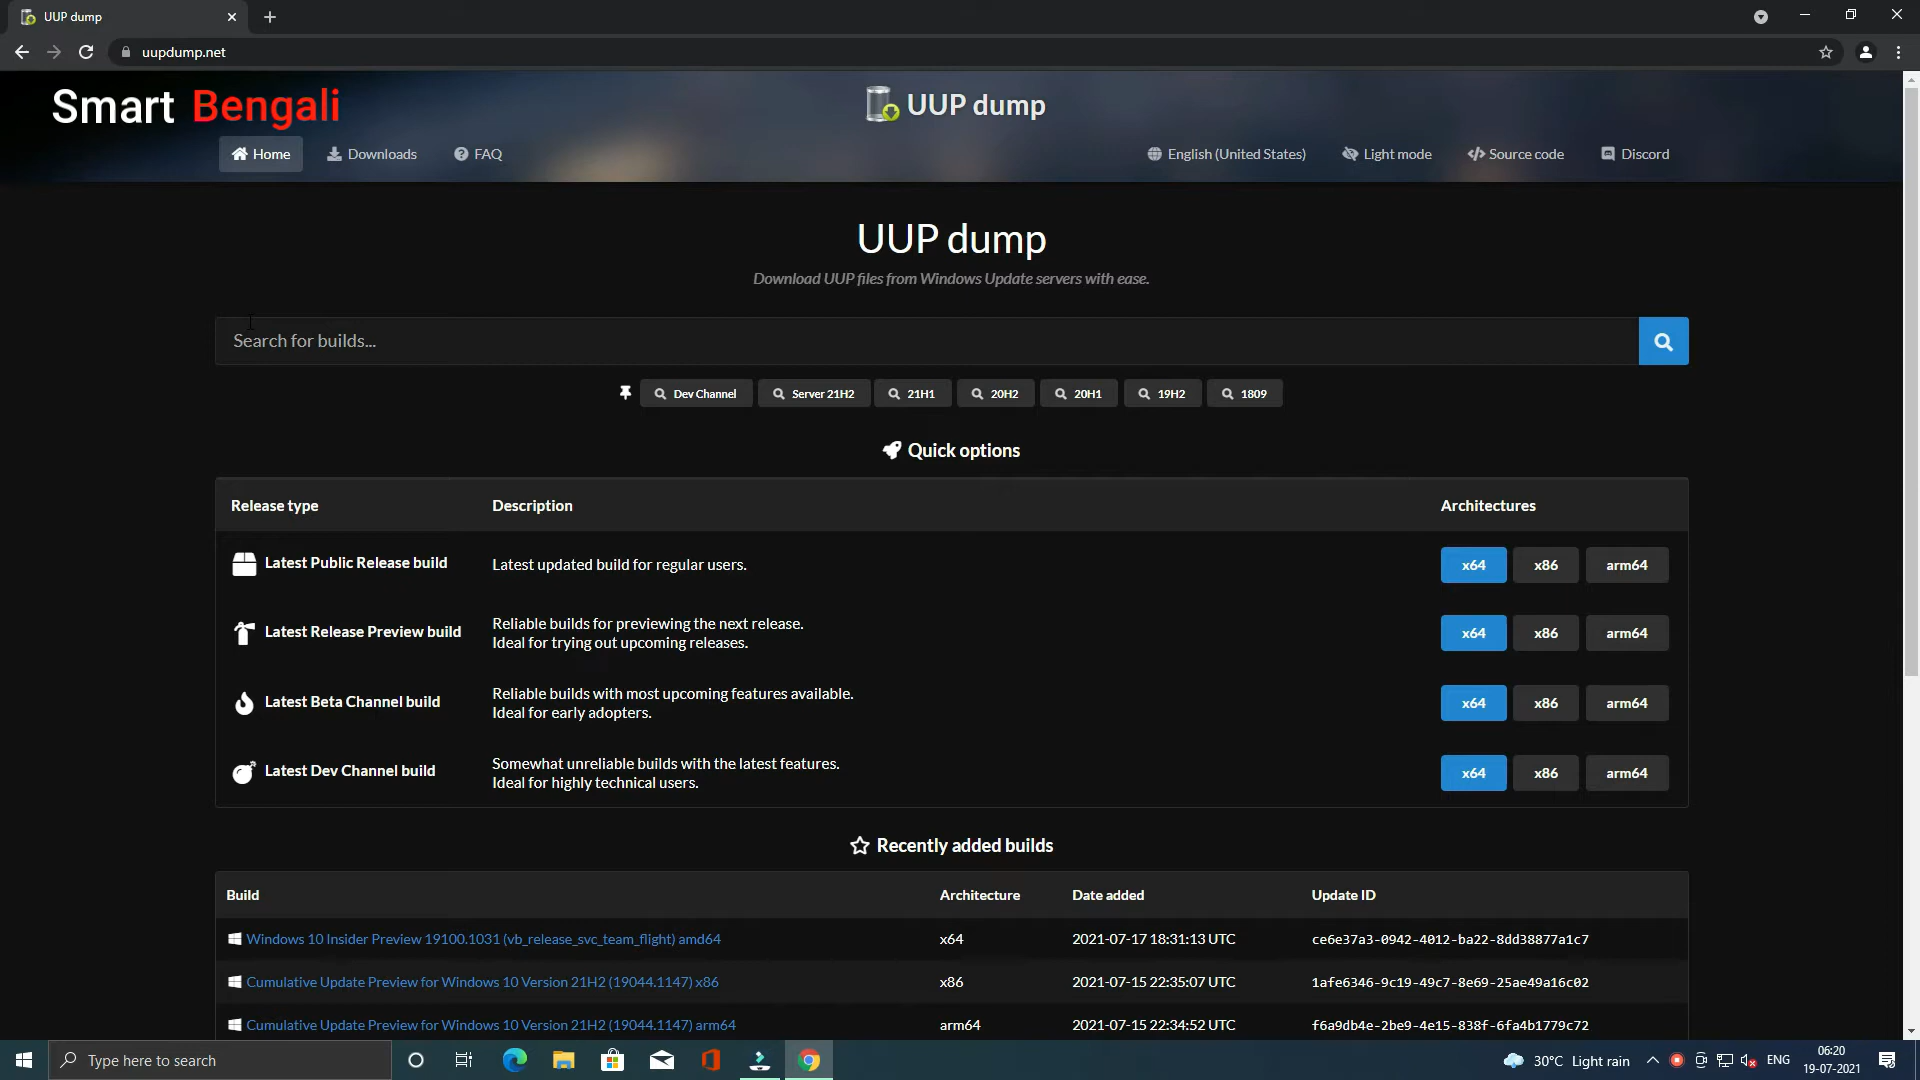 UUP dump
uupdump.net
Smart Bengali
UUP dump
Home
Downloads
FAQ
English (United States)
Light mode
Source code
Discord
UUP dump
Download UUP files from Windows Update servers with ease.
Search for builds...
Dev Channel
Server 21H2
21H1
20H2
20H1
19H2
1809
Quick options
Release type
Description
Architectures
Latest Public Release build
Latest updated build for regular users.
x64
x86
arm64
Latest Release Preview build
Reliable builds for previewing the next release.
Ideal for trying out upcoming releases.
x64
x86
arm64
Latest Beta Channel build
Reliable builds with most upcoming features available.
Ideal for early adopters.
x64
x86
arm64
Latest Dev Channel build
Somewhat unreliable builds with the latest features.
Ideal for highly technical users.
x64
x86
arm64
Recently added builds
Build
Architecture
Date added
Update ID
Windows 10 Insider Preview 19100.1031 (vb_release_svc_team_flight) amd64
x64
2021-07-17 18:31:13 UTC
ce6e37a3-0942-4012-ba22-8dd38877a1c7
Cumulative Update Preview for Windows 10 Version 21H2 (19044.1147) x86
x86
2021-07-15 22:35:07 UTC
1afe6346-9c19-49c7-8e69-25ae49a16c02
Cumulative Update Preview for Windows 10 Version 21H2 (19044.1147) arm64
arm64
2021-07-15 22:34:52 UTC
f6a9db4e-2be9-4e15-838f-6fa4b1779c72
Type here to search
30°C Light rain
ENG
06:20
19-07-2021